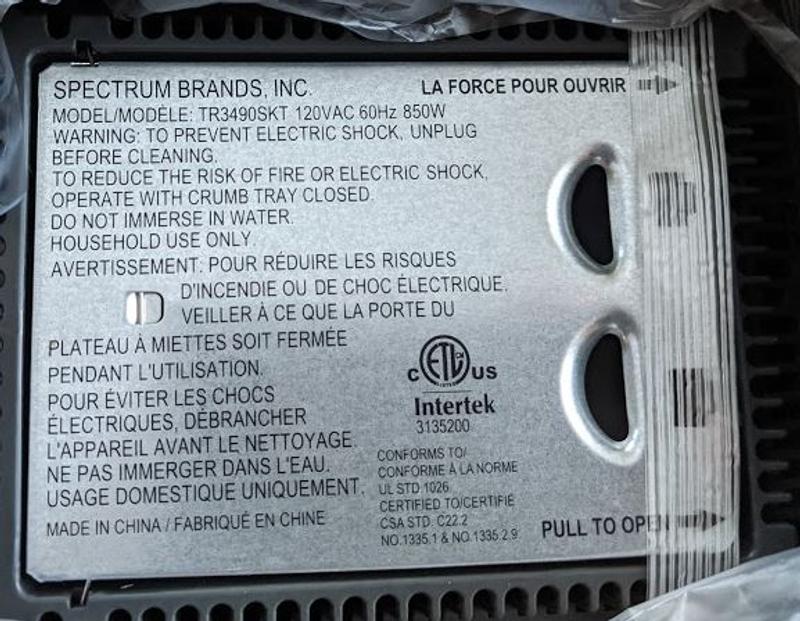 SPECTRUM BRANDS, INC.
LA FORCE POUR OUVRIR
MODEL/MODÈLE: TR3490SKT 120VAC 60Hz 850W
WARNING: TO PREVENT ELECTRIC SHOCK, UNPLUG
BEFORE CLEANING.
TO REDUCE THE RISK OF FIRE OR ELECTRIC SHOCK,
OPERATE WITH CRUMB TRAY CLOSED.
DO NOT IMMERSE IN WATER.
HOUSEHOLD USE ONLY.
AVERTISSEMENT: POUR RÉDUIRE LES RISQUES
D'INCENDIE OU DE CHOC ÉLECTRIQUE.
VEILLER À CE QUE LA PORTE DU
PLATEAU À MIETTES SOIT FERMÉE
PENDANT L'UTILISATION.
POUR ÉVITER LES CHOCS
ÉLECTRIQUES, DÉBRANCHER
L'APPAREIL AVANT LE NETTOYAGE.
NE PAS IMMERGER DANS L'EAU.
USAGE DOMESTIQUE UNIQUEMENT.
MADE IN CHINA / FABRIQUÉ EN CHINE
C ETL CM US
Intertek
3135200
CONFORMS TO/
CONFORME À LA NORME
UL STD.1026
CERTIFIED TO/CERTIFIÉ
CSA STD. C22.2
NO.1335.1 & NO.1335.2.9
PULL TO OPEN